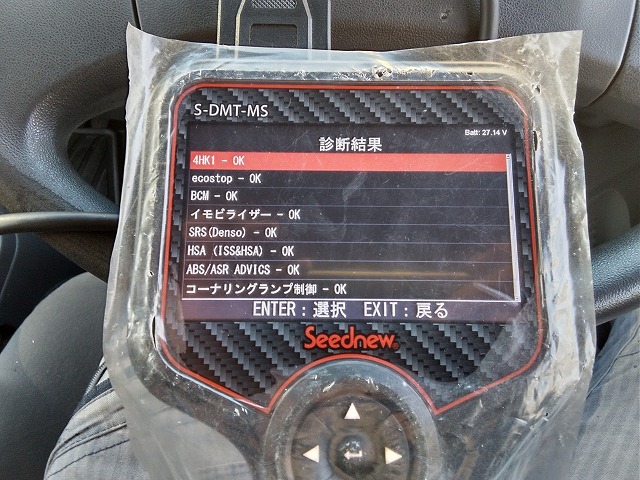 S-DMT-MS
Batt: 27.14 V
診断結果
4HK1 - OK
ecostop - OK
BCM - OK
イモビライザー - OK
SRS(Denso) - OK
HSA (ISS&HSA) - OK
ABS/ASR ADVICS - OK
コーナリングランプ制御 - OK
ENTER：選択 EXIT：戻る
Seednew